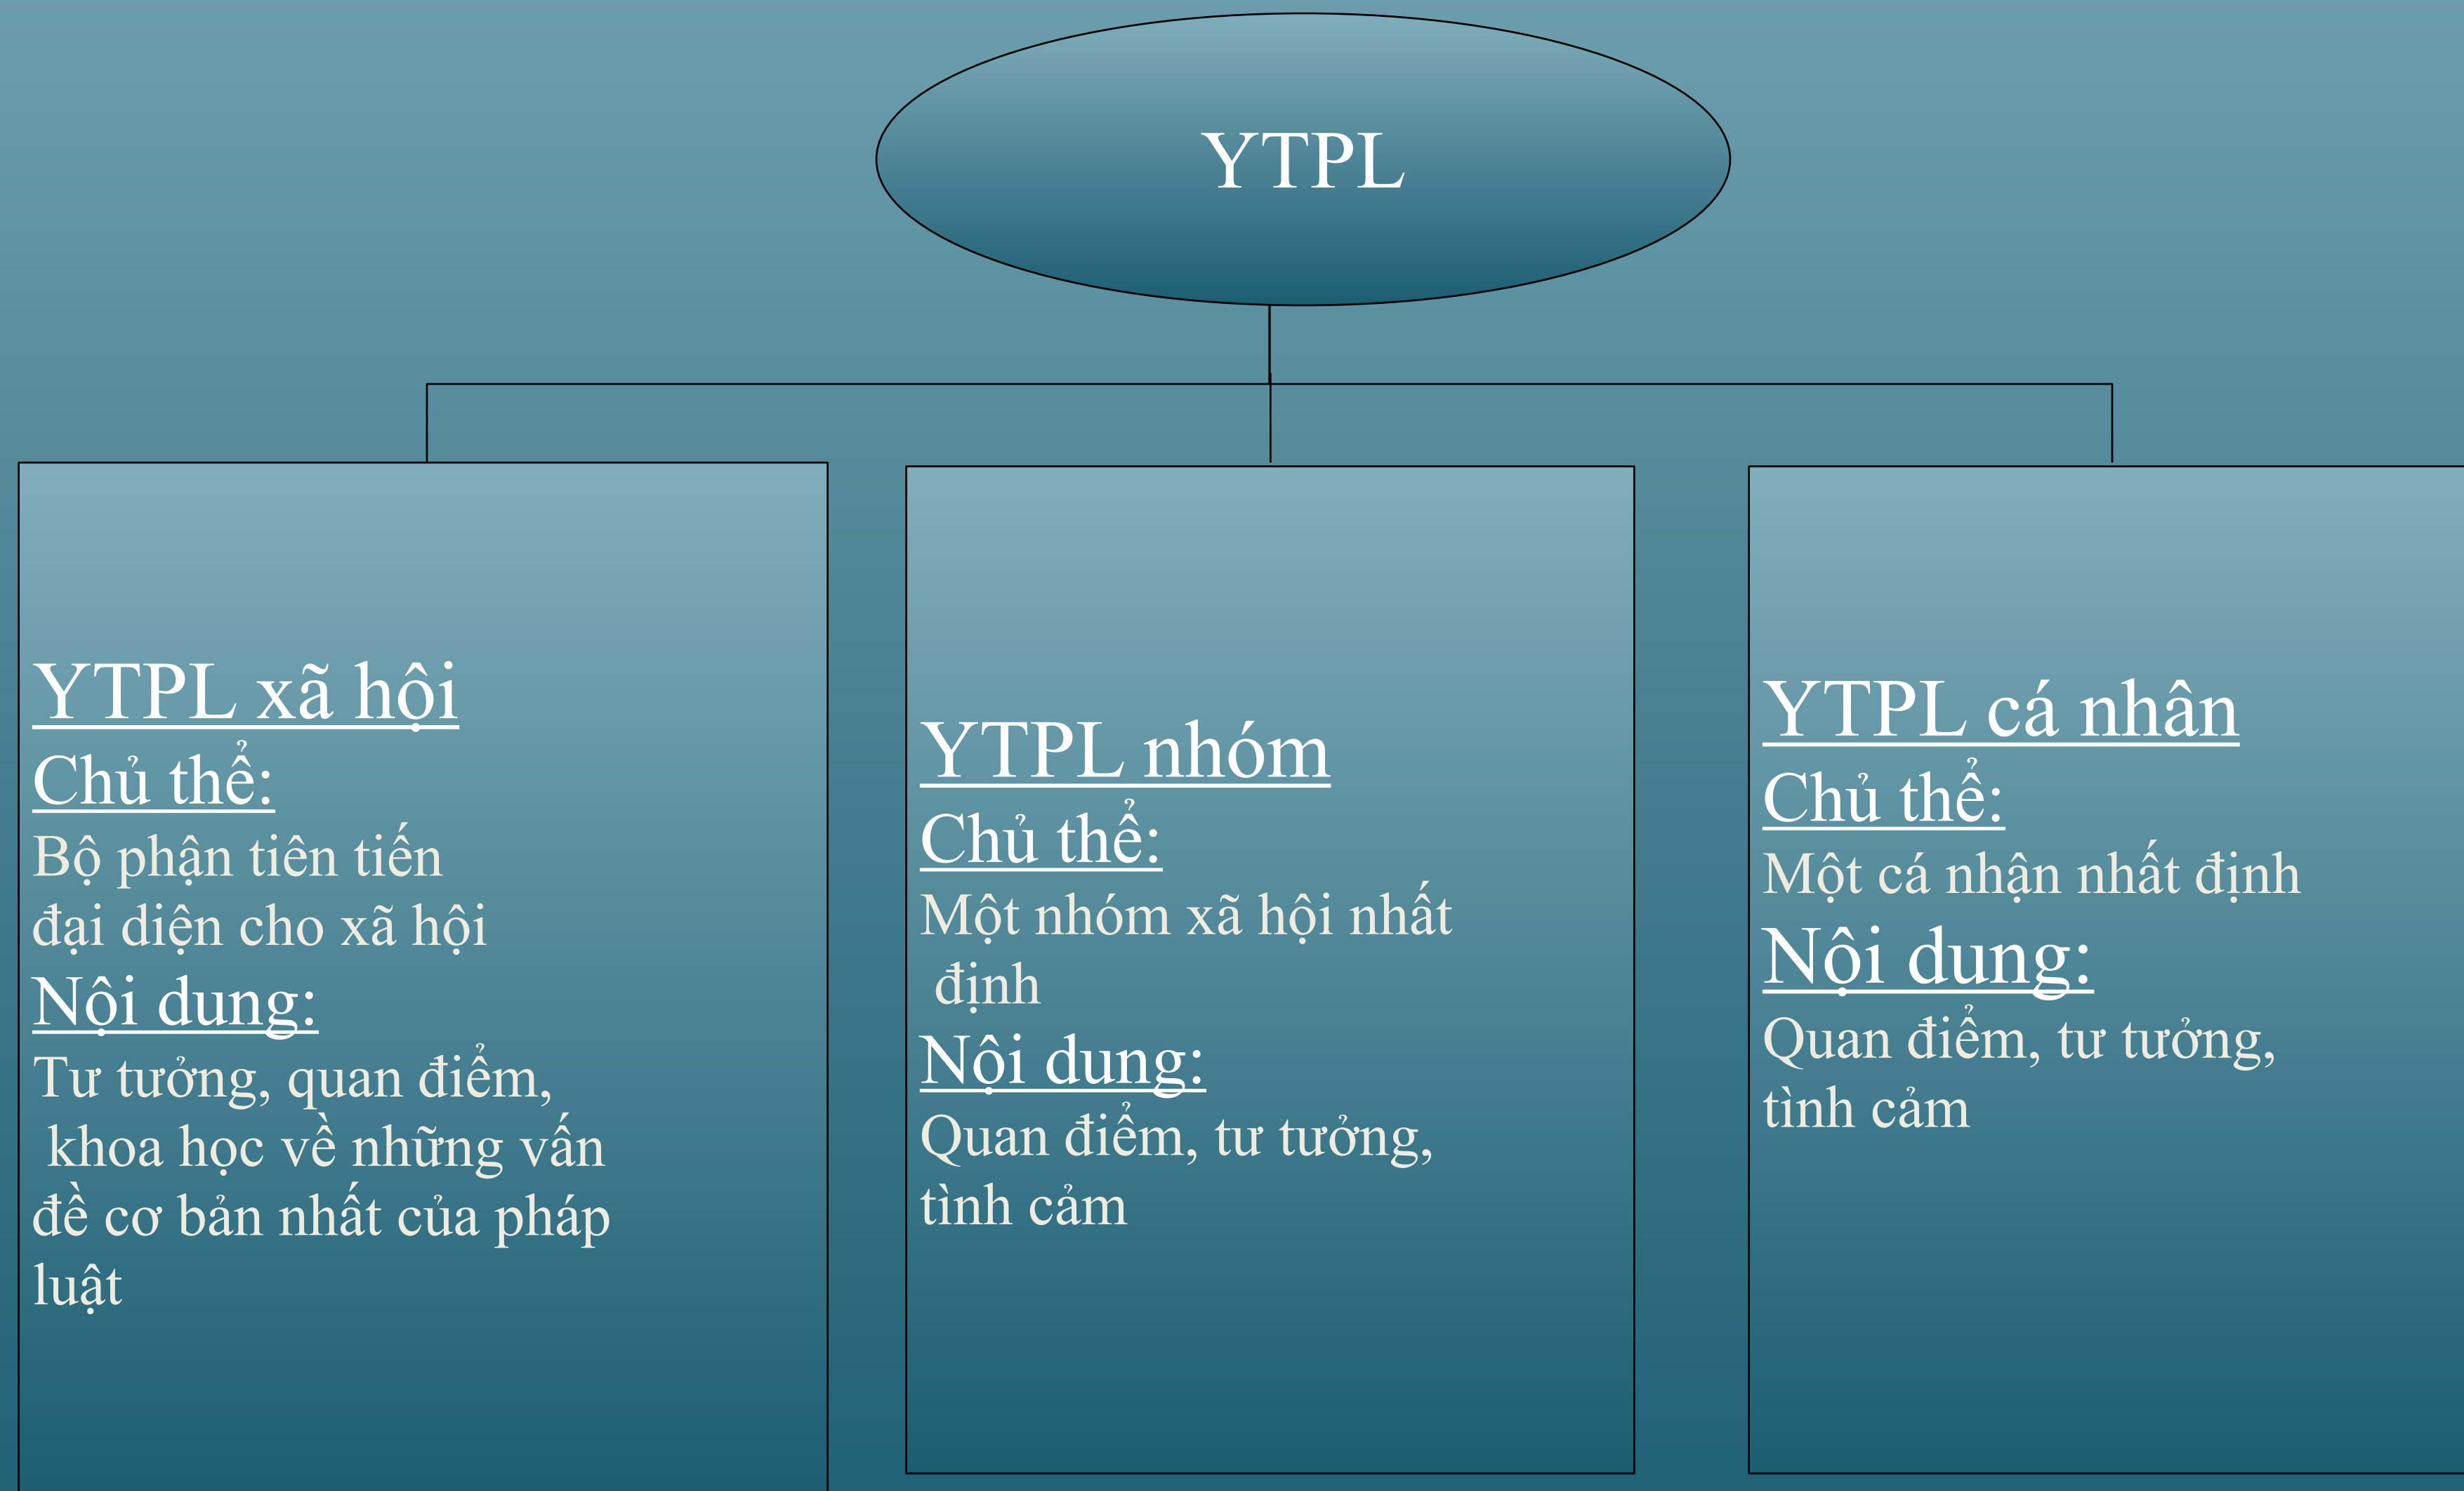 YTPL
YTPL xã hội
Chủ thể:
Bộ phận tiên tiến
đại diện cho xã hội
Nội dung:
Tư tưởng, quan điểm,
khoa học về những vấn
đề cơ bản nhất của pháp
luật
YTPL nhóm
Chủ thể:
Một nhóm xã hội nhất
định
Nội dung:
Quan điểm, tư tưởng,
tình cảm
YTPL cá nhân
Chủ thể:
Một cá nhận nhất định
Nội dung:
Quan điểm, tư tưởng,
tình cảm